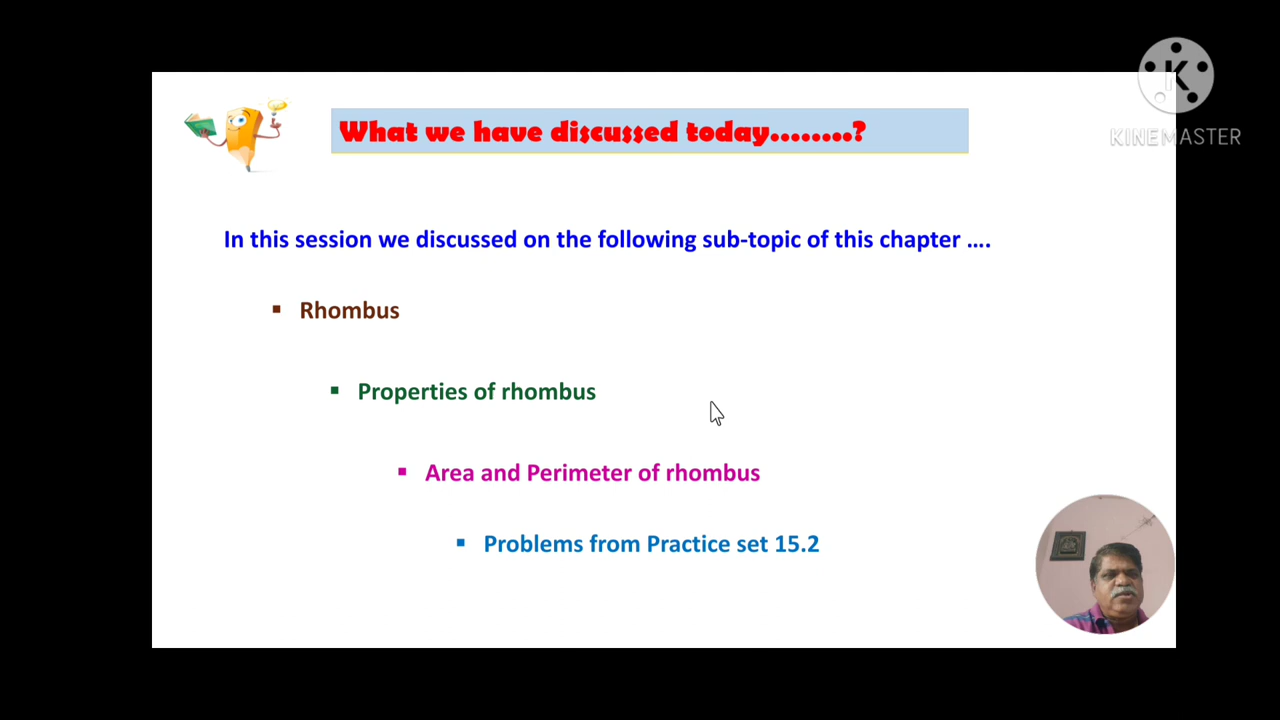 What we have discussed today........?
K
KINEMASTER
In this session we discussed on the following sub-topic of this chapter ....
Rhombus
Properties of rhombus
Area and Perimeter of rhombus
Problems from Practice set 15.2